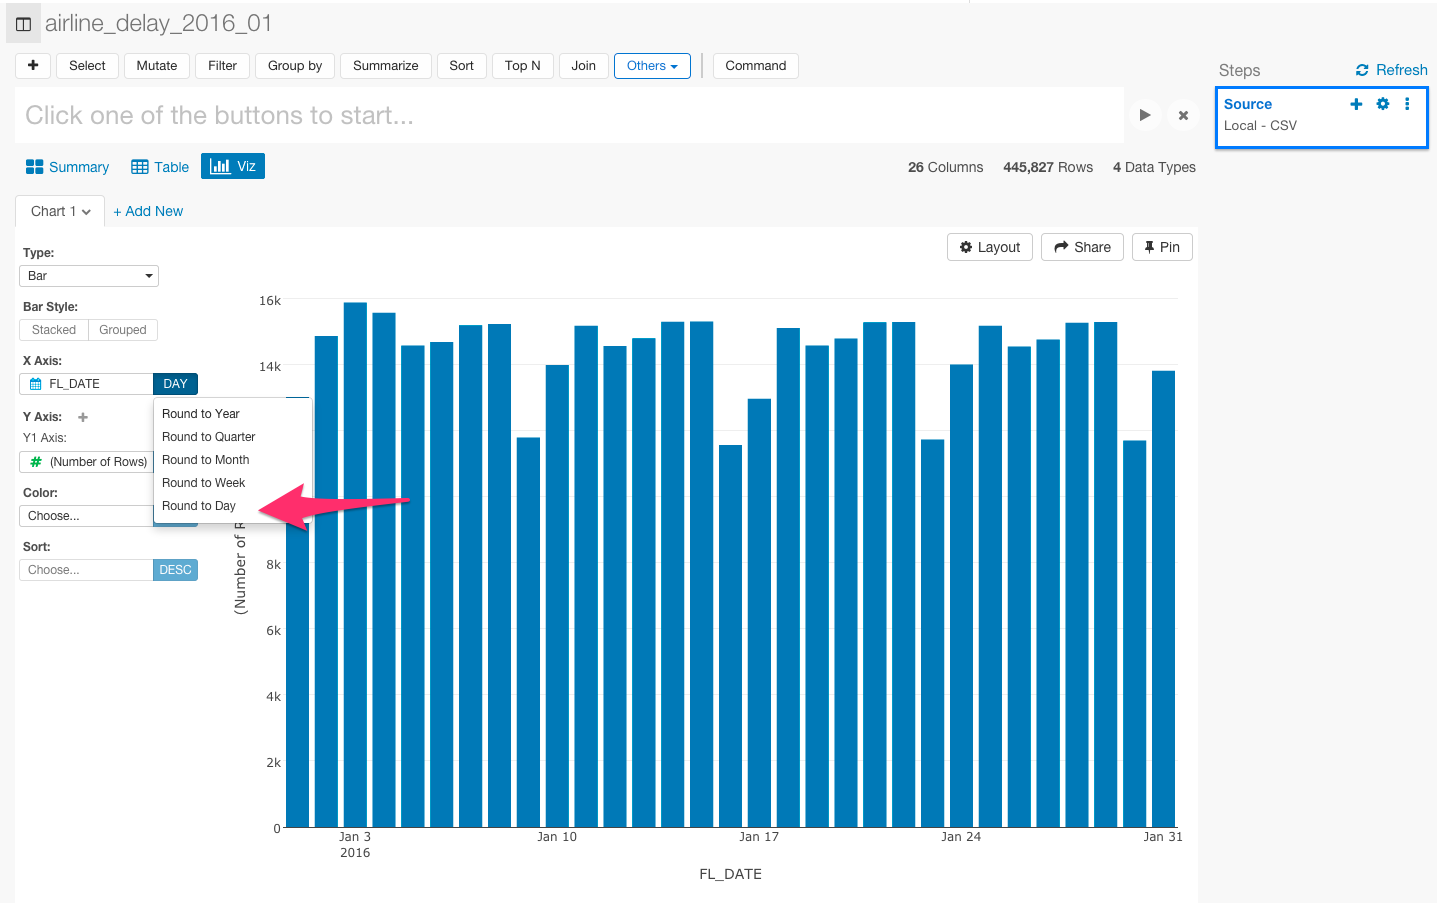 airline_delay_2016_01
+ Select Mutate Filter Group by Summarize Sort Top N Join Others Command
Steps Refresh
Click one of the buttons to start...
Source
Local - CSV
Summary Table Viz
26 Columns 445,827 Rows 4 Data Types
Chart 1 + Add New
Layout Share Pin
Type:
Bar
Bar Style:
Stacked Grouped
X Axis:
FL_DATE DAY
Y Axis: +
Y1 Axis:
# (Number of Rows)
Color:
Choose...
Sort:
Choose... DESC
Round to Year
Round to Quarter
Round to Month
Round to Week
Round to Day
16k
14k
8k
6k
4k
2k
0
(Number of
Jan 3
2016
Jan 10
Jan 17
Jan 24
Jan 31
FL_DATE